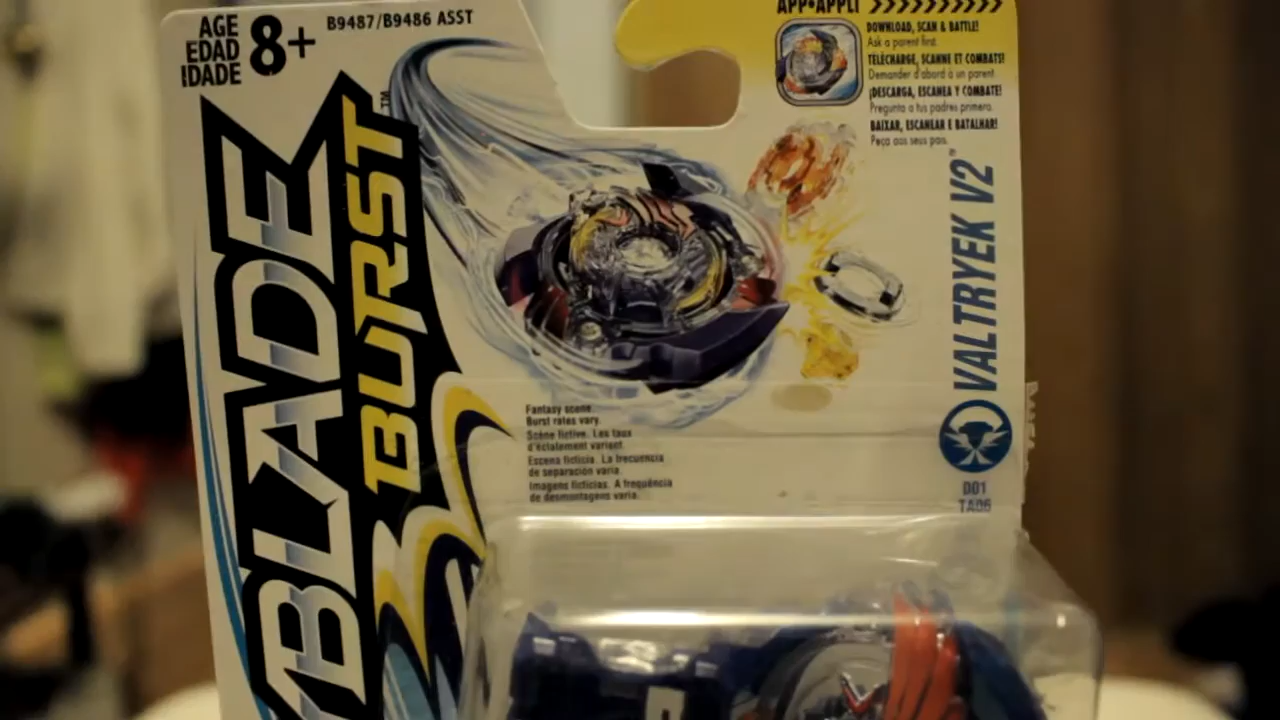 AGE
EDAD
IDADE
8+
B9487/B9486 ASST
APP•APPLI
DOWNLOAD, SCAN & BATTLE!
Ask a parent first.
TÉLÉCHARGE, SCANNE ET COMBATS!
Demander d'abord à un parent.
¡DESCARGA, ESCANEA Y COMBATE!
Pregunta a tus padres primero.
BAIXAR, ESCANEAR E BATALHAR!
Peça aos seus pais.
YBLADE
BURST™
VALTRYEK V2®
D01
TA06
Fantasy scene.
Burst rates vary.
Scène fictive. Les taux
d'éclatement varient.
Escena ficticia. La frecuencia
de separación varía.
Imagens fictícias. A frequência
de desmontagens varia.